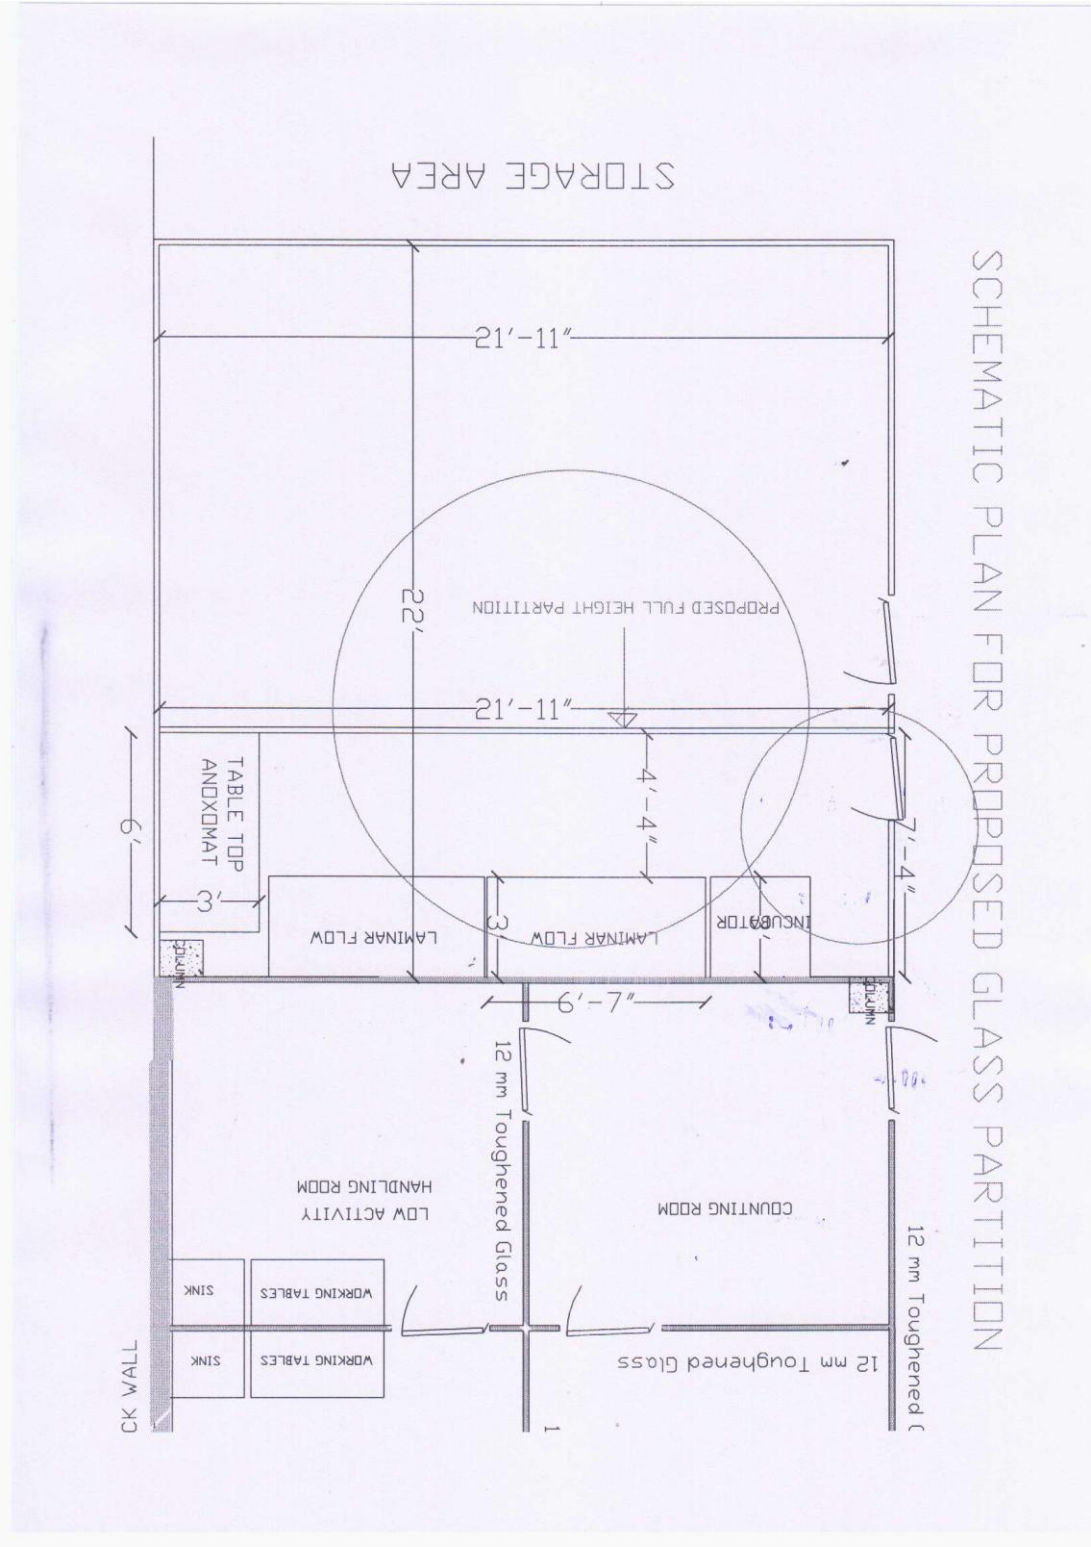 SCHEMATIC PLAN FOR PROPOSED GLASS PARTITION
STORAGE AREA
21'-11"
22'
PROPOSED FULL HEIGHT PARTITION
21'-11"
4'-4"
7'-4"
TABLE TOP
ANOXOMAT
3'
LAMINAR FLOW
3'
LAMINAR FLOW
INCUBATOR
COLUMN
COLUMN
12 mm Toughened Glass
LOW ACTIVITY
HANDLING ROOM
COUNTING ROOM
12 mm Toughened
SINK
WORKING TABLES
SINK
WORKING TABLES
12 mm Toughened Glass
CK WALL
1